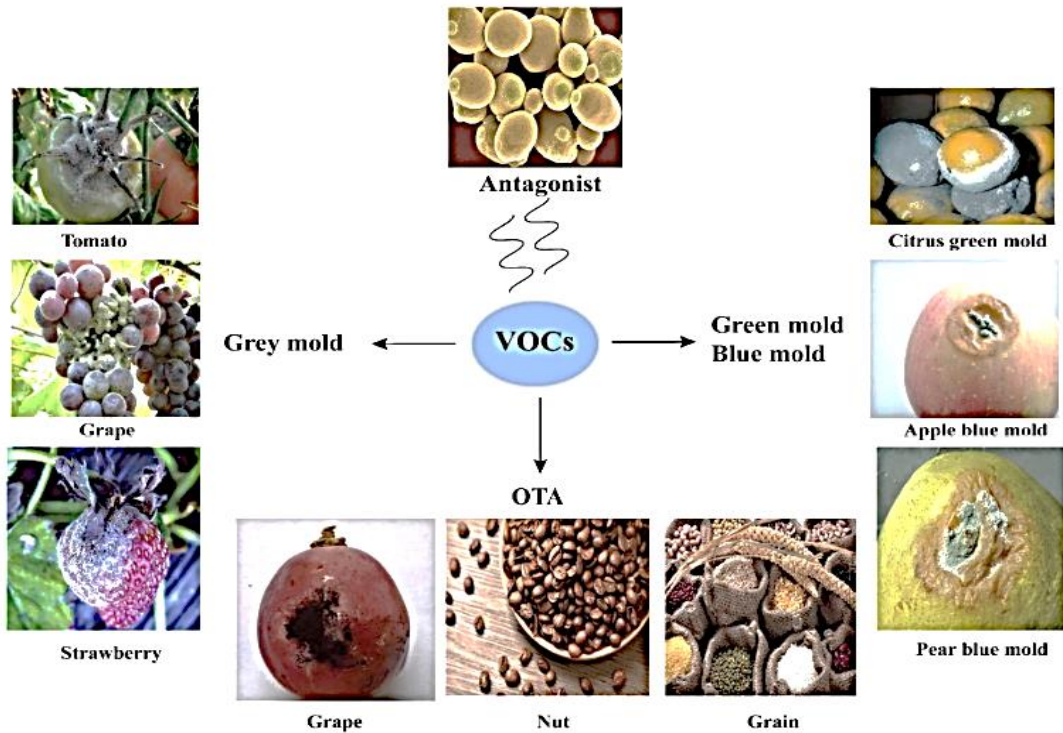 Antagonist
Tomato
Citrus green mold
VOCs
Grey mold
Green mold
Blue mold
Grape
Apple blue mold
OTA
Strawberry
Pear blue mold
Grape
Nut
Grain